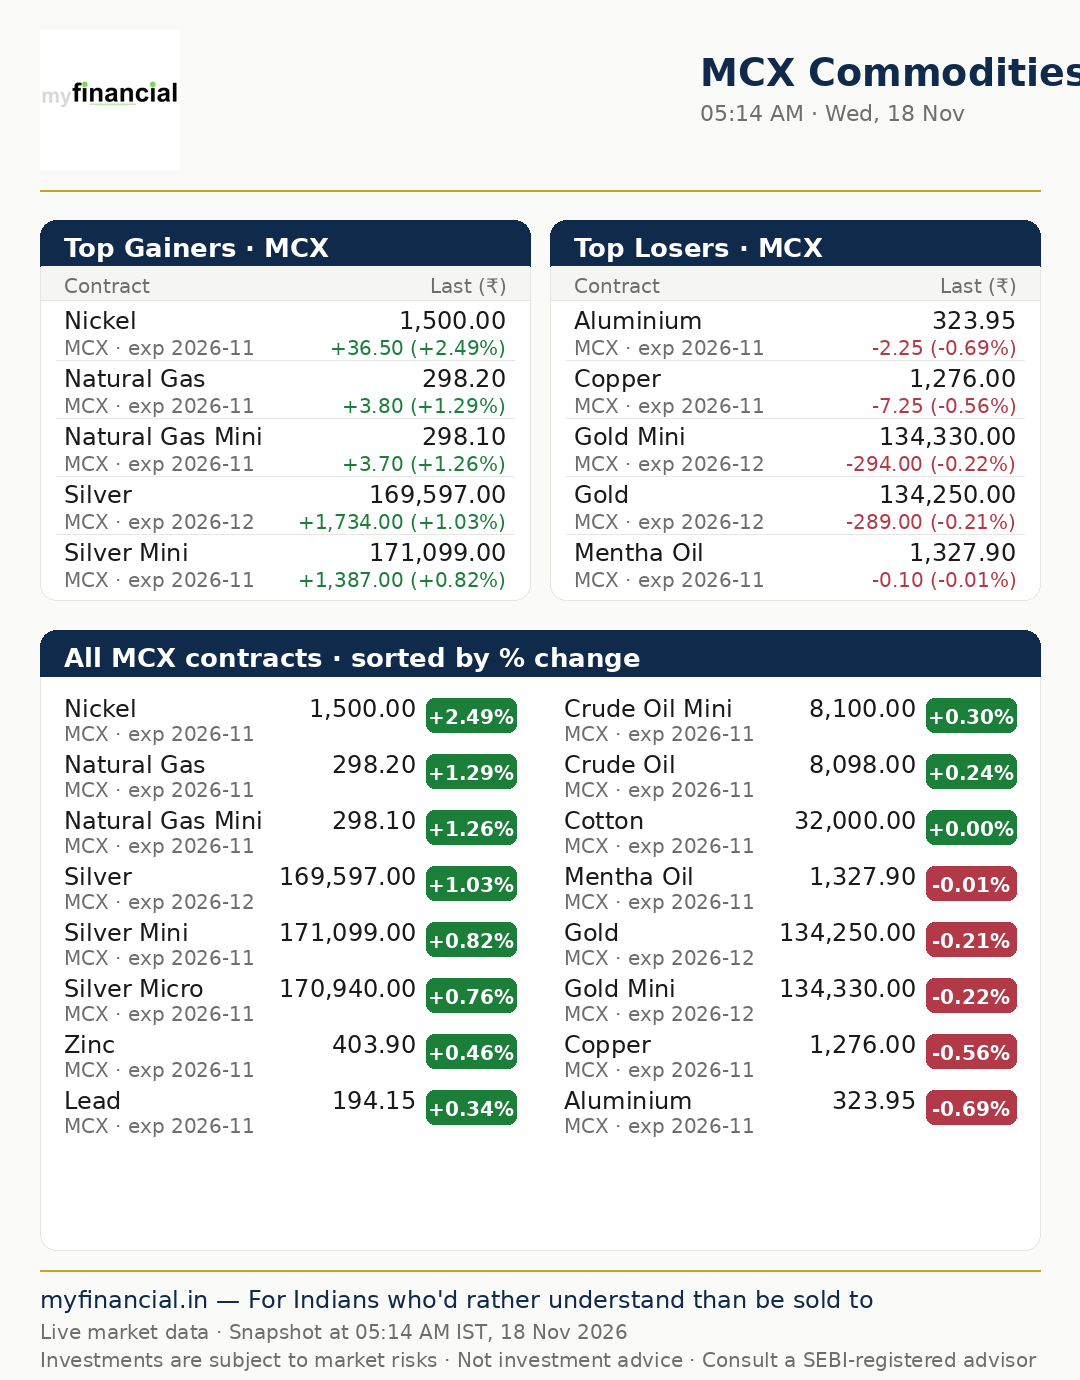 myfinancial
MCX Commodities
05:14 AM · Wed, 18 Nov
Top Gainers · MCX
Contract Last (₹)
Nickel 1,500.00
MCX · exp 2026-11 +36.50 (+2.49%)
Natural Gas 298.20
MCX · exp 2026-11 +3.80 (+1.29%)
Natural Gas Mini 298.10
MCX · exp 2026-11 +3.70 (+1.26%)
Silver 169,597.00
MCX · exp 2026-12 +1,734.00 (+1.03%)
Silver Mini 171,099.00
MCX · exp 2026-11 +1,387.00 (+0.82%)
Top Losers · MCX
Contract Last (₹)
Aluminium 323.95
MCX · exp 2026-11 -2.25 (-0.69%)
Copper 1,276.00
MCX · exp 2026-11 -7.25 (-0.56%)
Gold Mini 134,330.00
MCX · exp 2026-12 -294.00 (-0.22%)
Gold 134,250.00
MCX · exp 2026-12 -289.00 (-0.21%)
Mentha Oil 1,327.90
MCX · exp 2026-11 -0.10 (-0.01%)
All MCX contracts · sorted by % change
Nickel 1,500.00 +2.49%
MCX · exp 2026-11
Natural Gas 298.20 +1.29%
MCX · exp 2026-11
Natural Gas Mini 298.10 +1.26%
MCX · exp 2026-11
Silver 169,597.00 +1.03%
MCX · exp 2026-12
Silver Mini 171,099.00 +0.82%
MCX · exp 2026-11
Silver Micro 170,940.00 +0.76%
MCX · exp 2026-11
Zinc 403.90 +0.46%
MCX · exp 2026-11
Lead 194.15 +0.34%
MCX · exp 2026-11
Crude Oil Mini 8,100.00 +0.30%
MCX · exp 2026-11
Crude Oil 8,098.00 +0.24%
MCX · exp 2026-11
Cotton 32,000.00 +0.00%
MCX · exp 2026-11
Mentha Oil 1,327.90 -0.01%
MCX · exp 2026-11
Gold 134,250.00 -0.21%
MCX · exp 2026-12
Gold Mini 134,330.00 -0.22%
MCX · exp 2026-12
Copper 1,276.00 -0.56%
MCX · exp 2026-11
Aluminium 323.95 -0.69%
MCX · exp 2026-11
myfinancial.in — For Indians who'd rather understand than be sold to
Live market data · Snapshot at 05:14 AM IST, 18 Nov 2026
Investments are subject to market risks · Not investment advice · Consult a SEBI-registered advisor